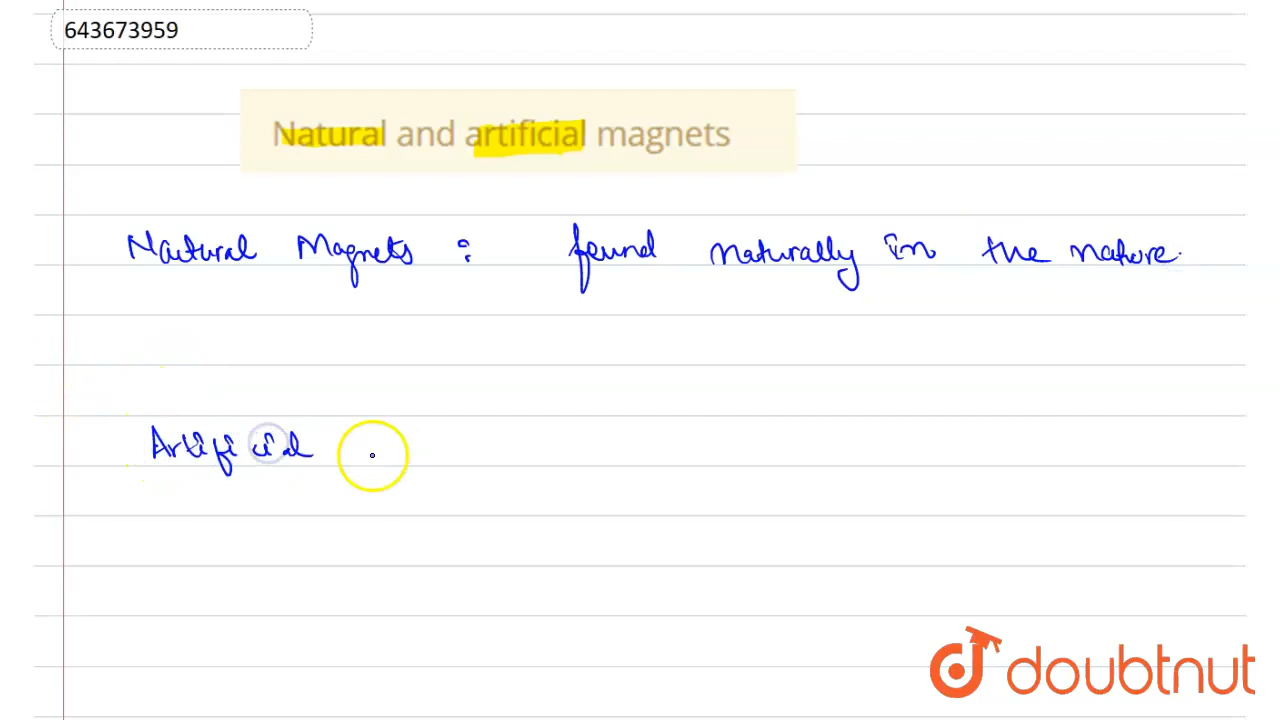 643673959
Natural and artificial magnets
Natural Magnets : found naturally in the nature.
Artificial
doubtnut